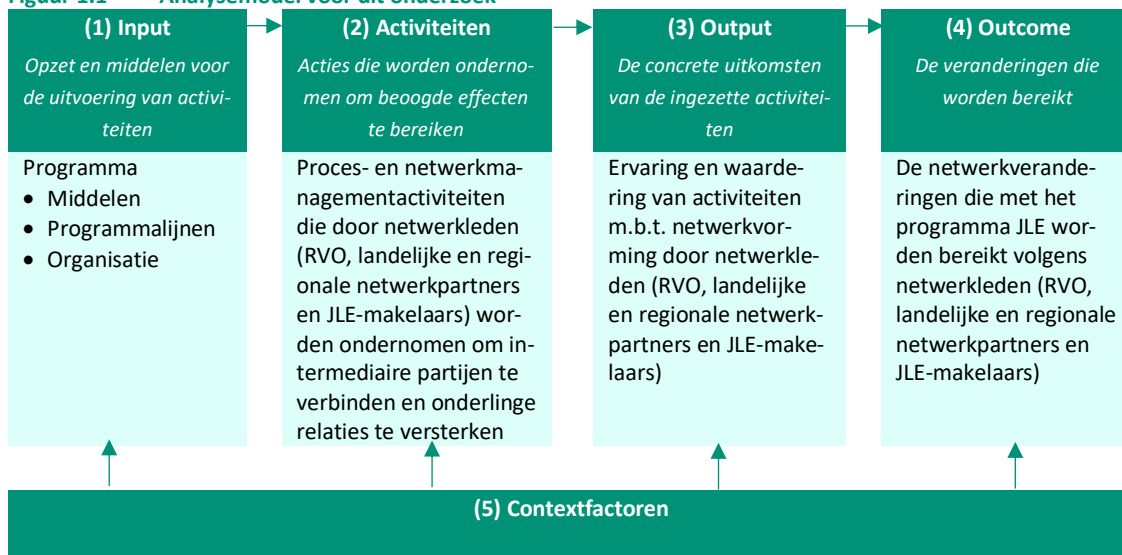 Figuur 1.1 Analysemodel voor dit onderzoek
(1) Input
Opzet en middelen voor
de uitvoering van activi-
teiten
Programma
• Middelen
• Programmalijnen
• Organisatie
(2) Activiteiten
Acties die worden onderno-
men om beoogde effecten
te bereiken
Proces- en netwerkma-
nagementactiviteiten
die door netwerkleden
(RVO, landelijke en regi-
onale netwerkpartners
en JLE-makelaars) wor-
den ondernomen om in-
termediaire partijen te
verbinden en onderlinge
relaties te versterken
(3) Output
De concrete uitkomsten
van de ingezette activitei-
ten
Ervaring en waarde-
ring van activiteiten
m.b.t. netwerkvor-
ming door netwerkle-
den (RVO, landelijke
en regionale netwerk-
partners en JLE-make-
laars)
(4) Outcome
De veranderingen die
worden bereikt
De netwerkverande-
ringen die met het
programma JLE wor-
den bereikt volgens
netwerkleden (RVO,
landelijke en regionale
netwerkpartners en
JLE-makelaars)
(5) Contextfactoren